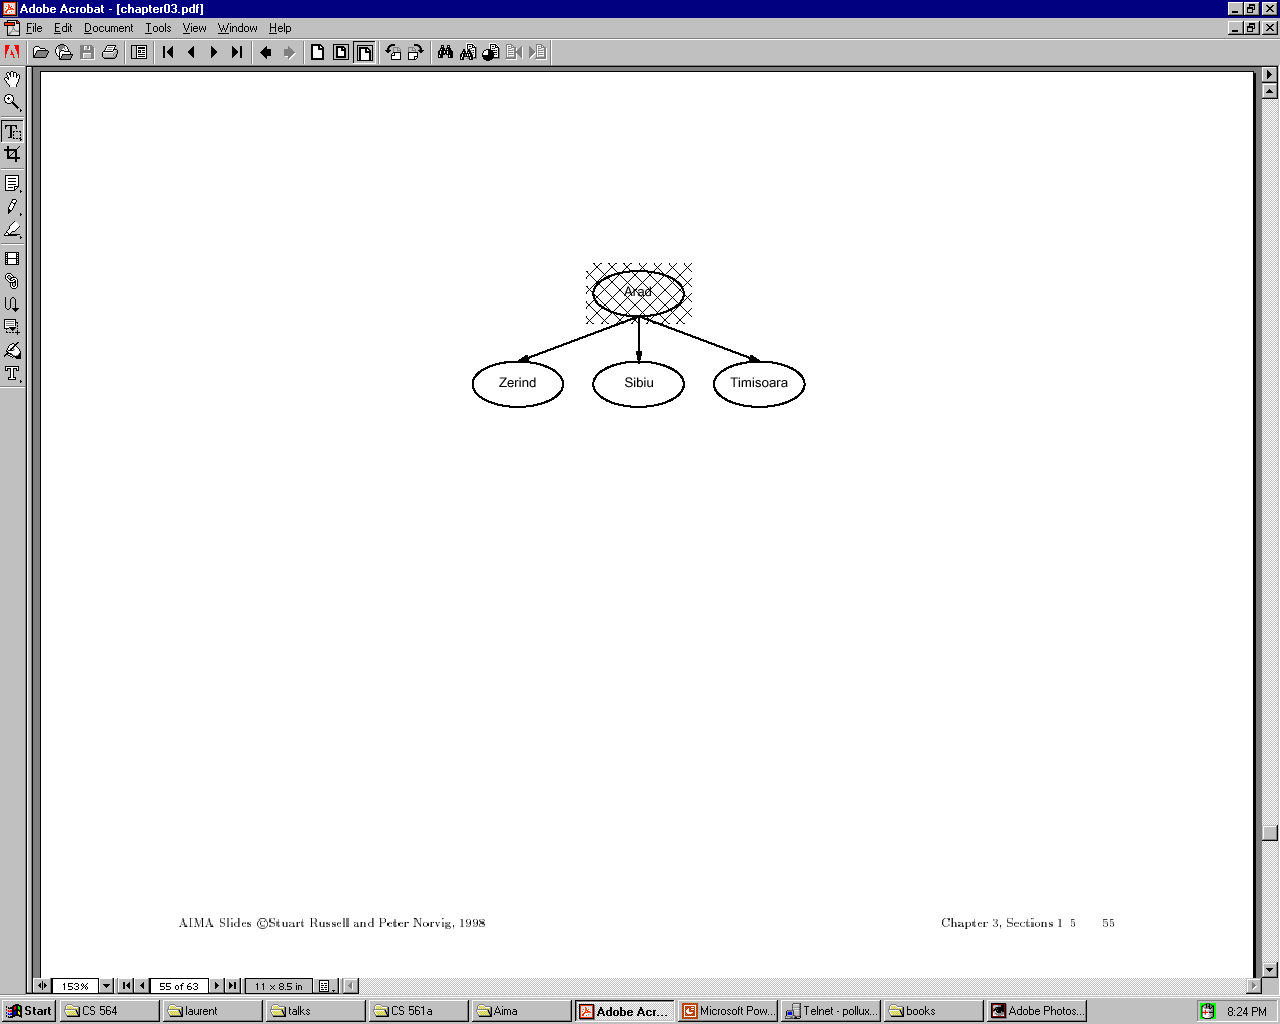 Adobe Acrobat - [chapter03.pdf]
File Edit Document Tools View Window Help
Arad
Zerind Sibiu Timisoara
AIMA Slides ©Stuart Russell and Peter Norvig, 1998
Chapter 3, Sections 1 5 55
153% 55 of 63 11 x 8.5 in
Start CS 564 laurent talks CS 561a Aima Adobe Acr... Microsoft Pow... Telnet - pollux... books Adobe Photos... 8:24 PM